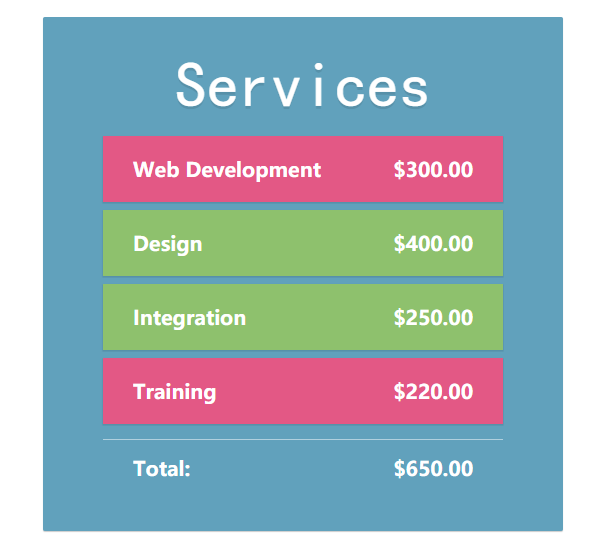 Services
Web Development $300.00
Design $400.00
Integration $250.00
Training $220.00
Total: $650.00